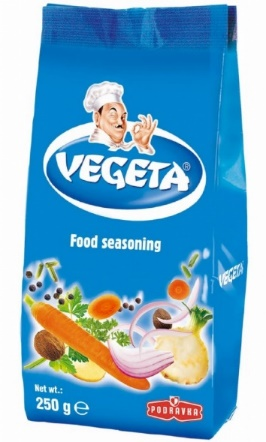 VEGETA®
Food seasoning
VEGETA
Net wt.:
250 g ℮
PODRAVKA